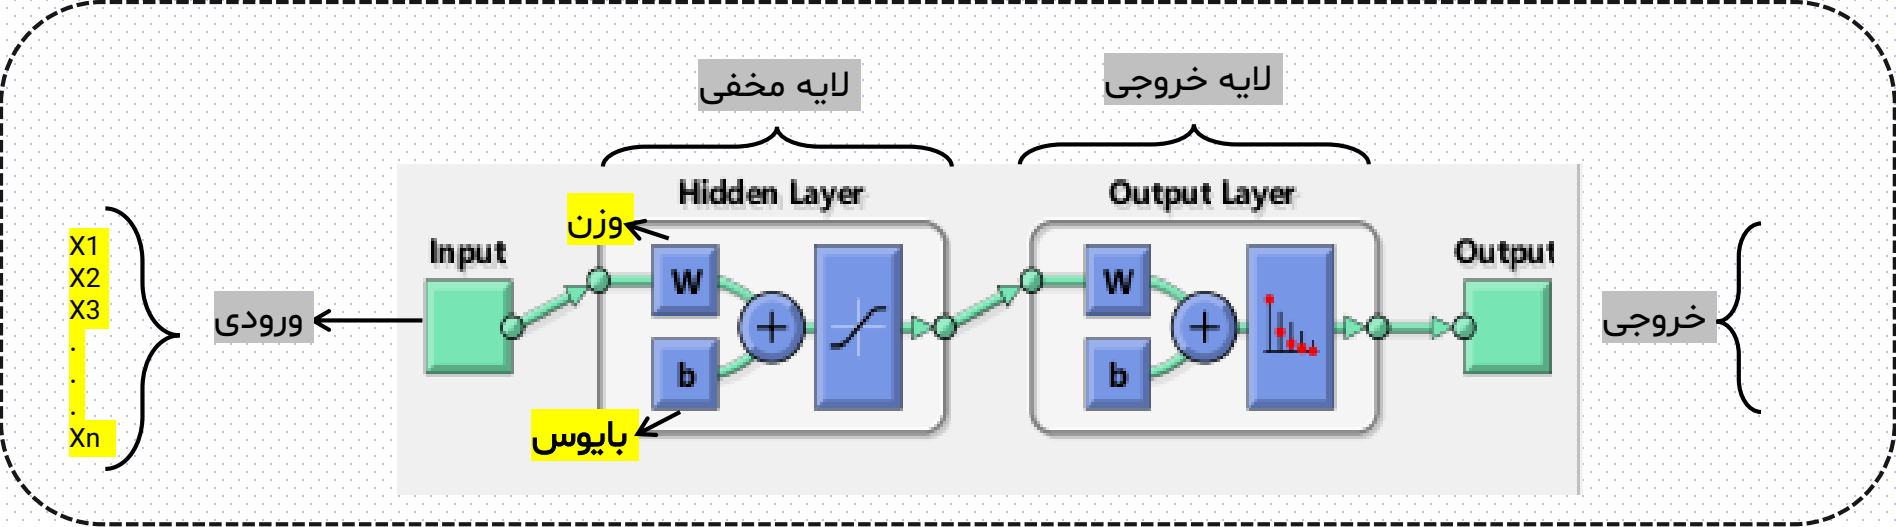 لایه مخفی
لایه خروجی
Hidden Layer
Output Layer
وزن
Input
Output
X1
X2
X3
.
.
.
Xn
ورودی
خروجی
W
b
+
W
b
+
بایوس